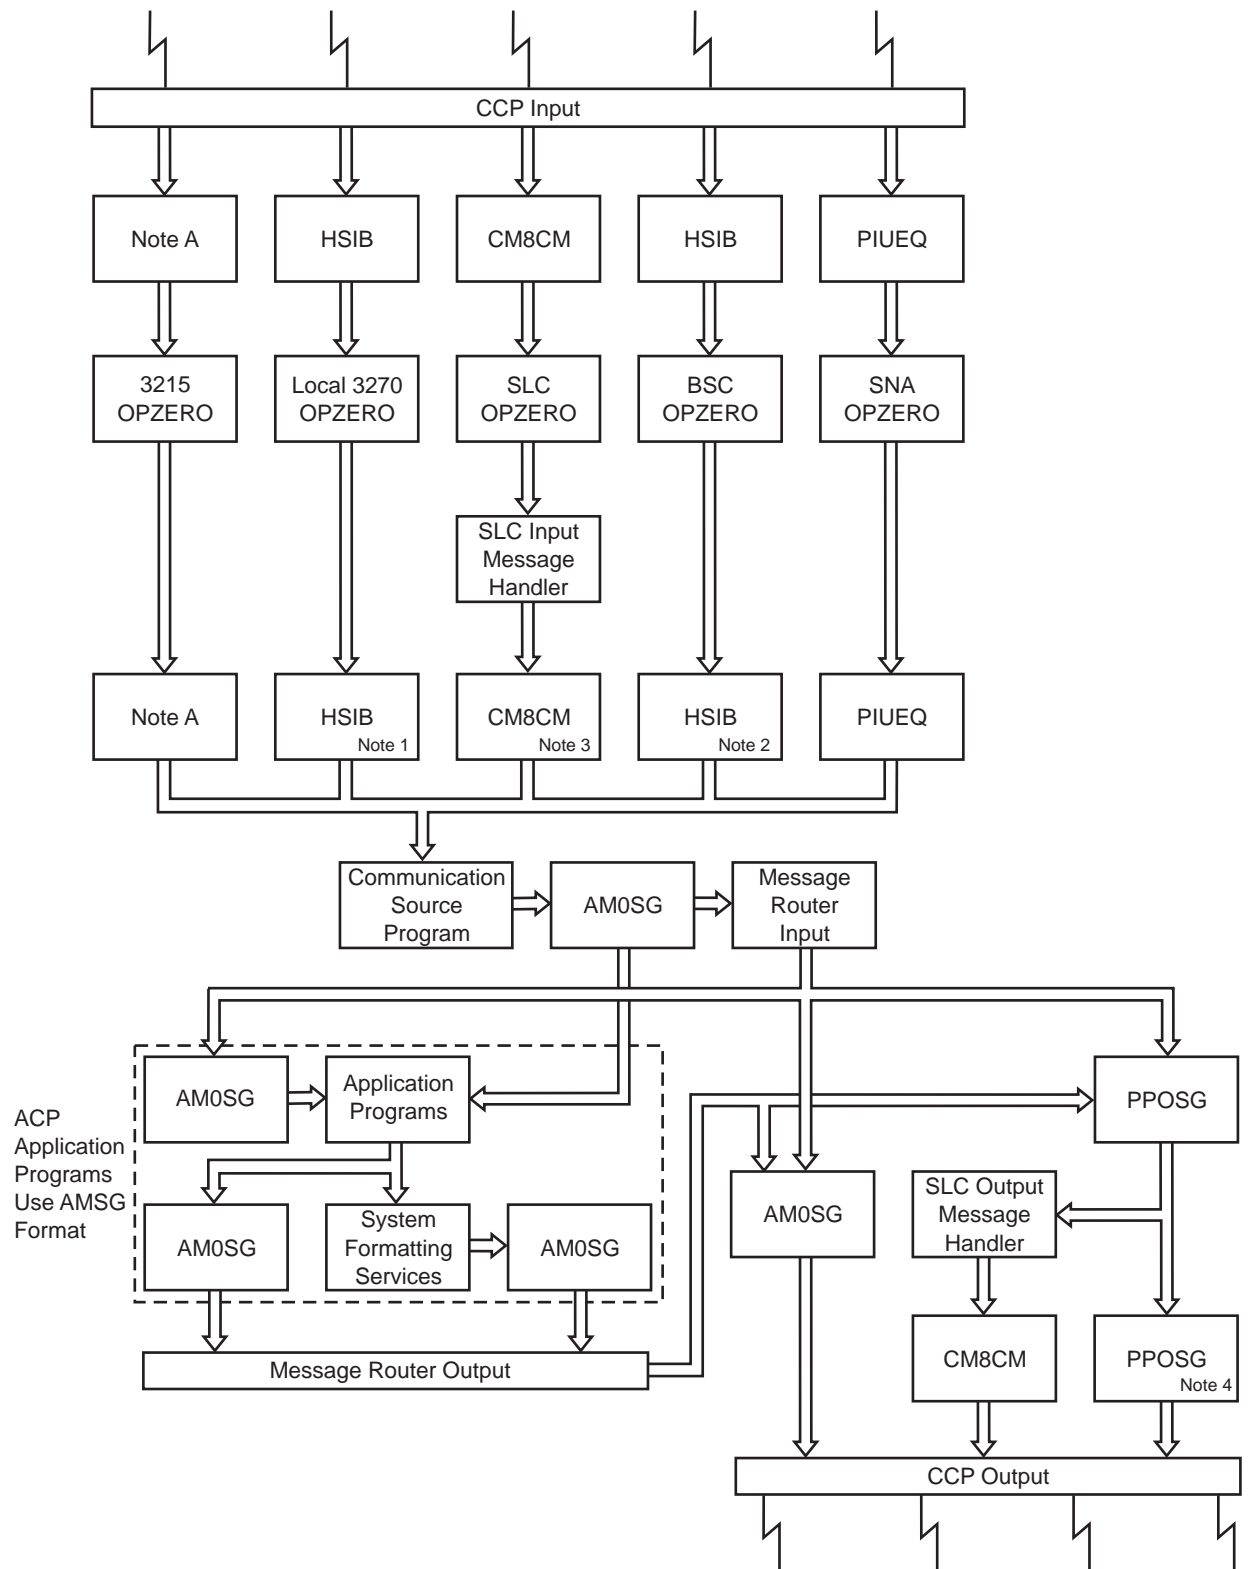 CCP Input
Note A
HSIB
CM8CM
HSIB
PIUEQ
3215
OPZERO
Local 3270
OPZERO
SLC
OPZERO
BSC
OPZERO
SNA
OPZERO
SLC Input
Message
Handler
Note A
HSIB
Note 1
CM8CM
Note 3
HSIB
Note 2
PIUEQ
Communication
Source
Program
AM0SG
Message
Router
Input
ACP
Application
Programs
Use AMSG
Format
AM0SG
Application
Programs
PPOSG
AM0SG
System
Formatting
Services
AM0SG
AM0SG
SLC Output
Message
Handler
Message Router Output
CM8CM
PPOSG
Note 4
CCP Output